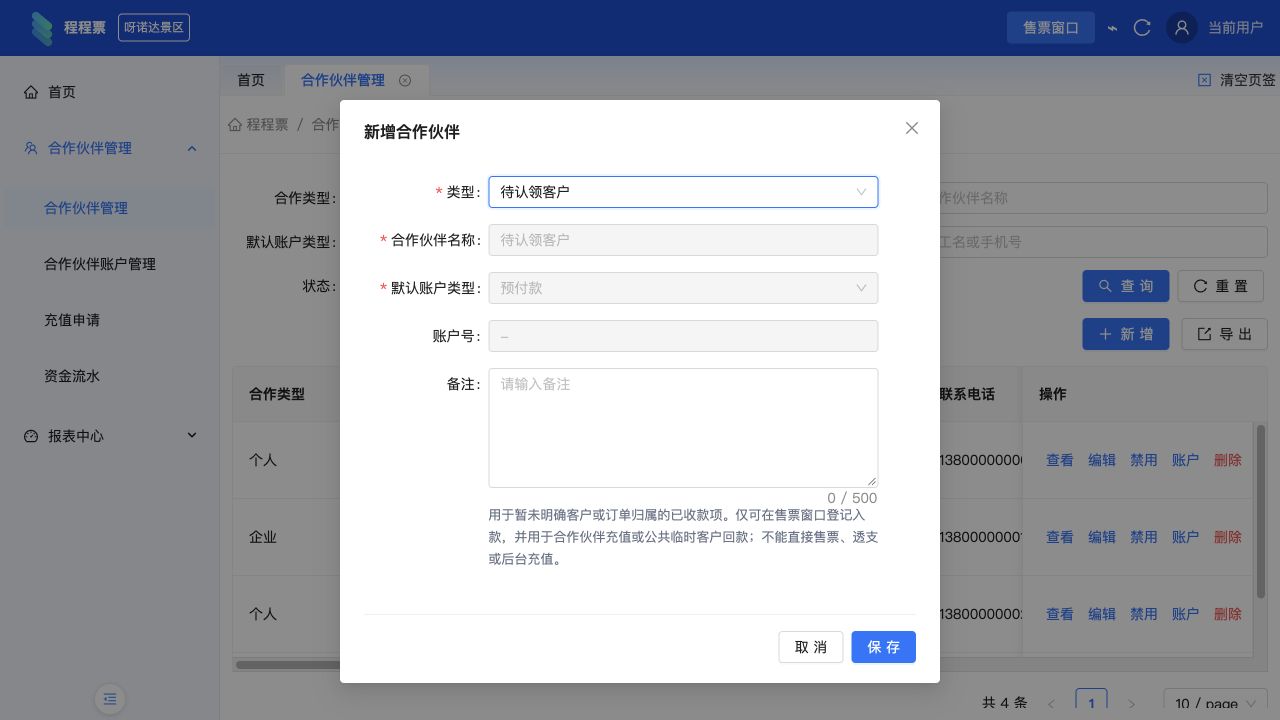 程程票
呀诺达景区
售票窗口
当前用户
首页
合作伙伴管理
合作伙伴管理
合作伙伴账户管理
充值申请
资金流水
报表中心
首页
合作伙伴管理
清空页签
程程票 / 合作
合作类型:
作伙伴名称
默认账户类型:
工名或手机号
状态:
查 询
重 置
新 增
导 出
合作类型
联系电话
操作
个人
13800000000
查看 编辑 禁用 账户 删除
企业
1380000000
查看 编辑 禁用 账户 删除
个人
1380000000
查看 编辑 禁用 账户 删除
共 4 条
1
10 / page
新增合作伙伴
* 类型:
待认领客户
* 合作伙伴名称:
待认领客户
* 默认账户类型:
预付款
账户号:
–
备注:
请输入备注
0 / 500
用于暂未明确客户或订单归属的已收款项。仅可在售票窗口登记入
款，并用于合作伙伴充值或公共临时客户回款；不能直接售票、透支
或后台充值。
取 消
保 存